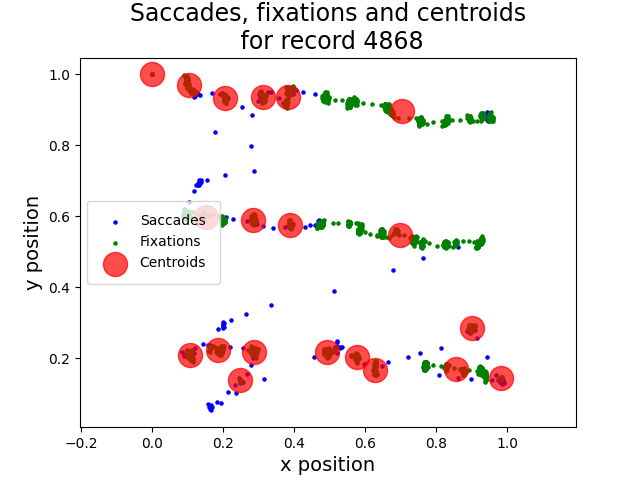 Saccades, fixations and centroids
for record 4868
1.0
0.8
0.6
0.4
0.2
y position
Saccades
Fixations
Centroids
−0.2 0.0 0.2 0.4 0.6 0.8 1.0
x position